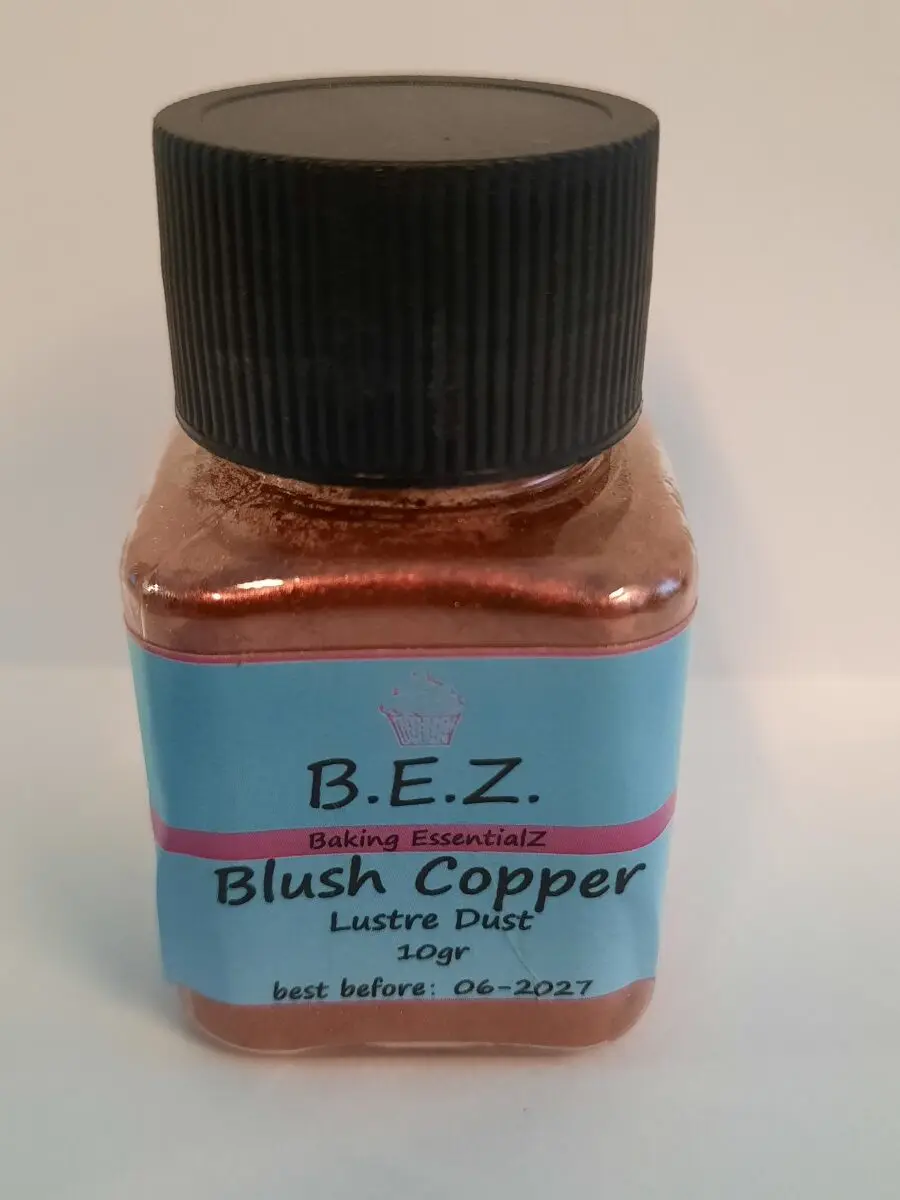 B.E.Z.
Baking EssentialZ
Blush Copper
Lustre Dust
10gr
best before: 06-2027